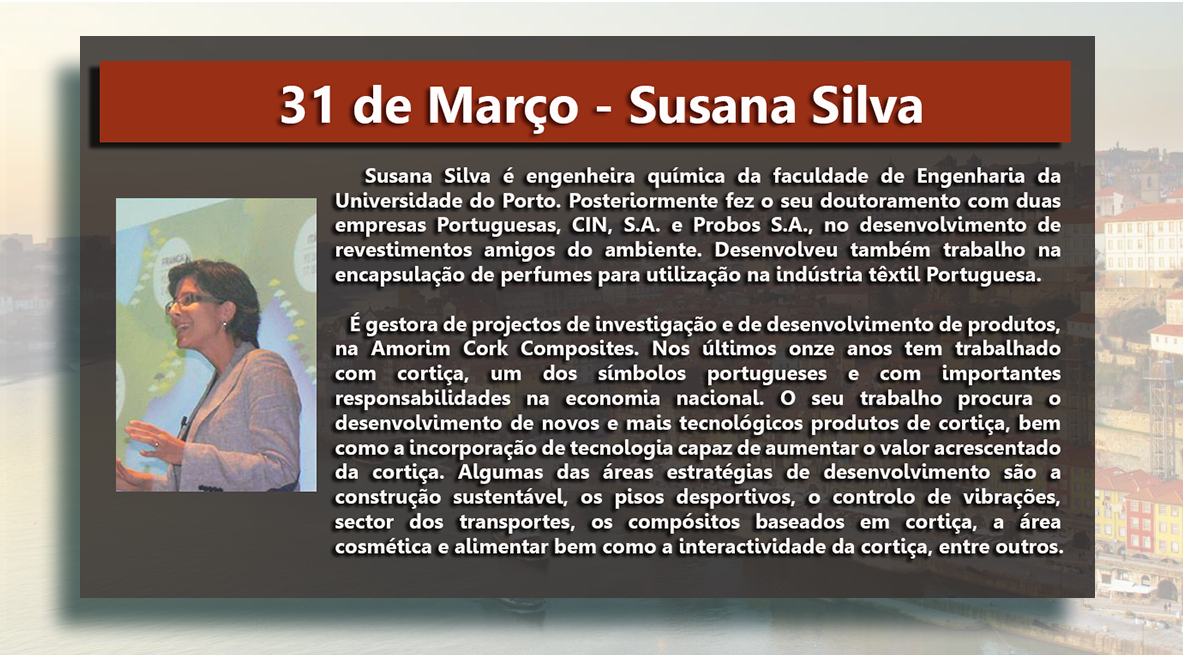 31 de Março - Susana Silva
Susana Silva é engenheira química da faculdade de Engenharia da
Universidade do Porto. Posteriormente fez o seu doutoramento com duas
empresas Portuguesas, CIN, S.A. e Probos S.A., no desenvolvimento de
revestimentos amigos do ambiente. Desenvolveu também trabalho na
encapsulação de perfumes para utilização na indústria têxtil Portuguesa.
É gestora de projectos de investigação e de desenvolvimento de produtos,
na Amorim Cork Composites. Nos últimos onze anos tem trabalhado
com cortiça, um dos símbolos portugueses e com importantes
responsabilidades na economia nacional. O seu trabalho procura o
desenvolvimento de novos e mais tecnológicos produtos de cortiça, bem
como a incorporação de tecnologia capaz de aumentar o valor acrescentado
da cortiça. Algumas das áreas estratégias de desenvolvimento são a
construção sustentável, os pisos desportivos, o controlo de vibrações,
sector dos transportes, os compósitos baseados em cortiça, a área
cosmética e alimentar bem como a interactividade da cortiça, entre outros.